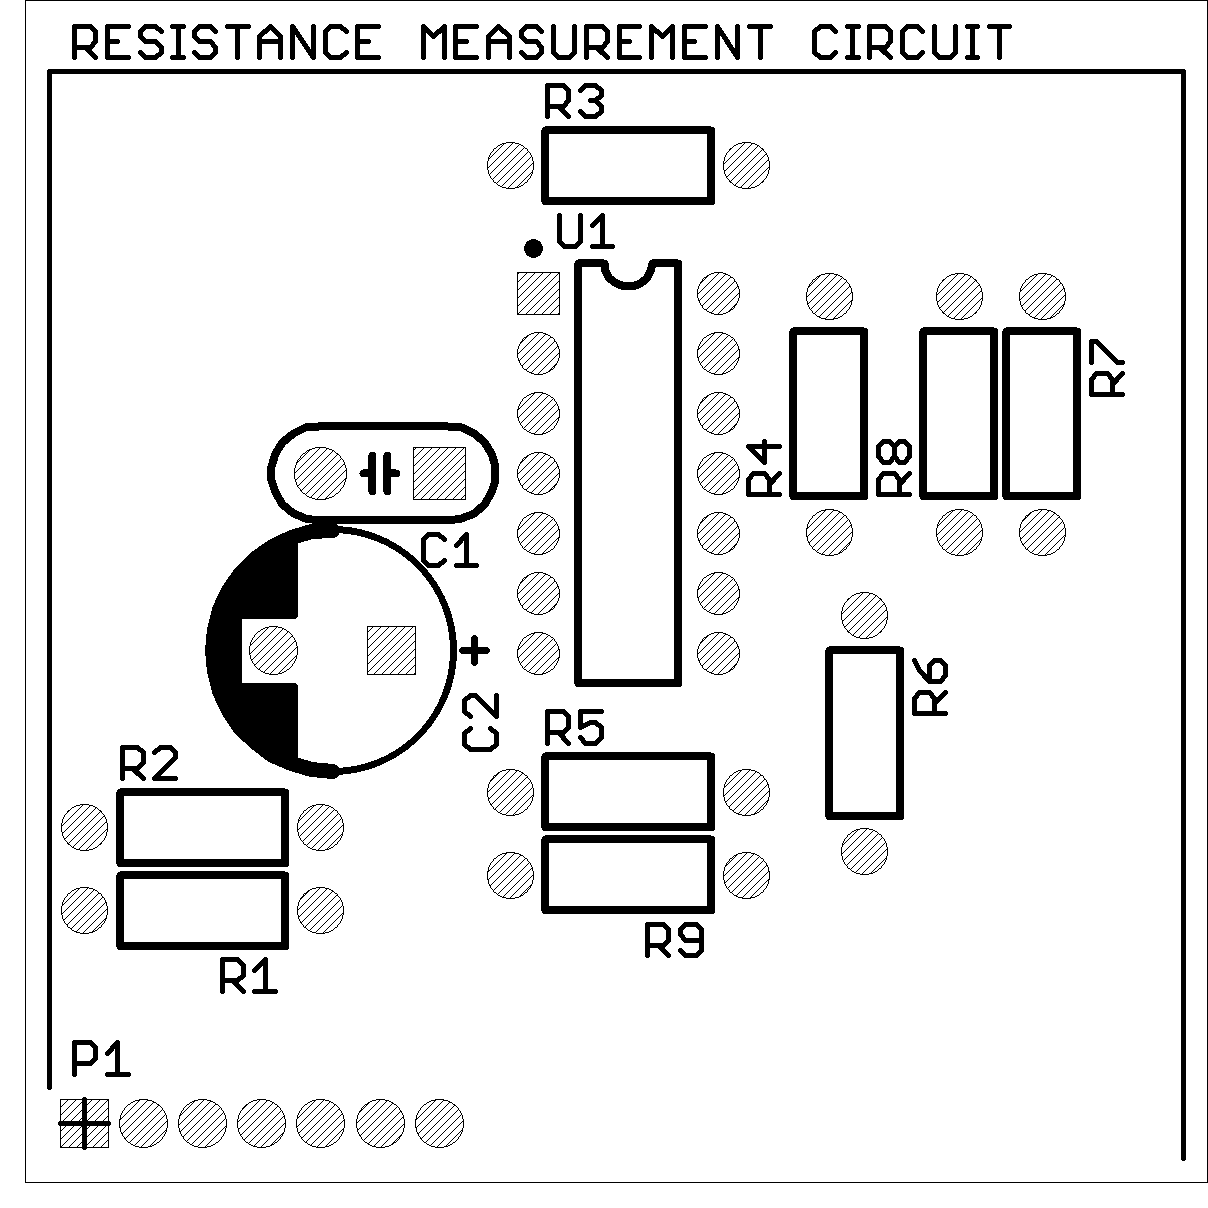 RESISTANCE MEASUREMENT CIRCUIT
R3
U1
R4
R8
R7
C1
+
C2
R6
R5
R2
R9
R1
P1